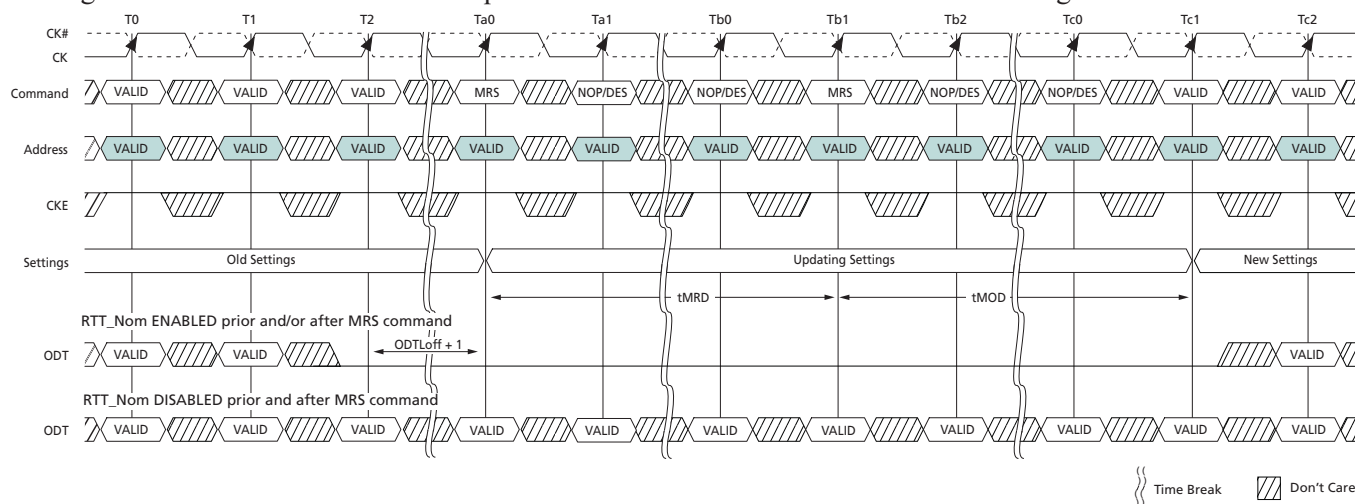 T0 T1 T2 Ta0 Ta1 Tb0 Tb1 Tb2 Tc0 Tc1 Tc2
CK#
CK
Command VALID VALID VALID MRS NOP/DES NOP/DES MRS NOP/DES NOP/DES VALID VALID
Address VALID VALID VALID VALID VALID VALID VALID VALID VALID VALID VALID
CKE
Settings Old Settings Updating Settings New Settings
tMRD tMOD
RTT_Nom ENABLED prior and/or after MRS command
ODT VALID VALID ODTLoff + 1 VALID
RTT_Nom DISABLED prior and after MRS command
ODT VALID VALID VALID VALID VALID VALID VALID VALID VALID VALID VALID
Time Break Don't Care